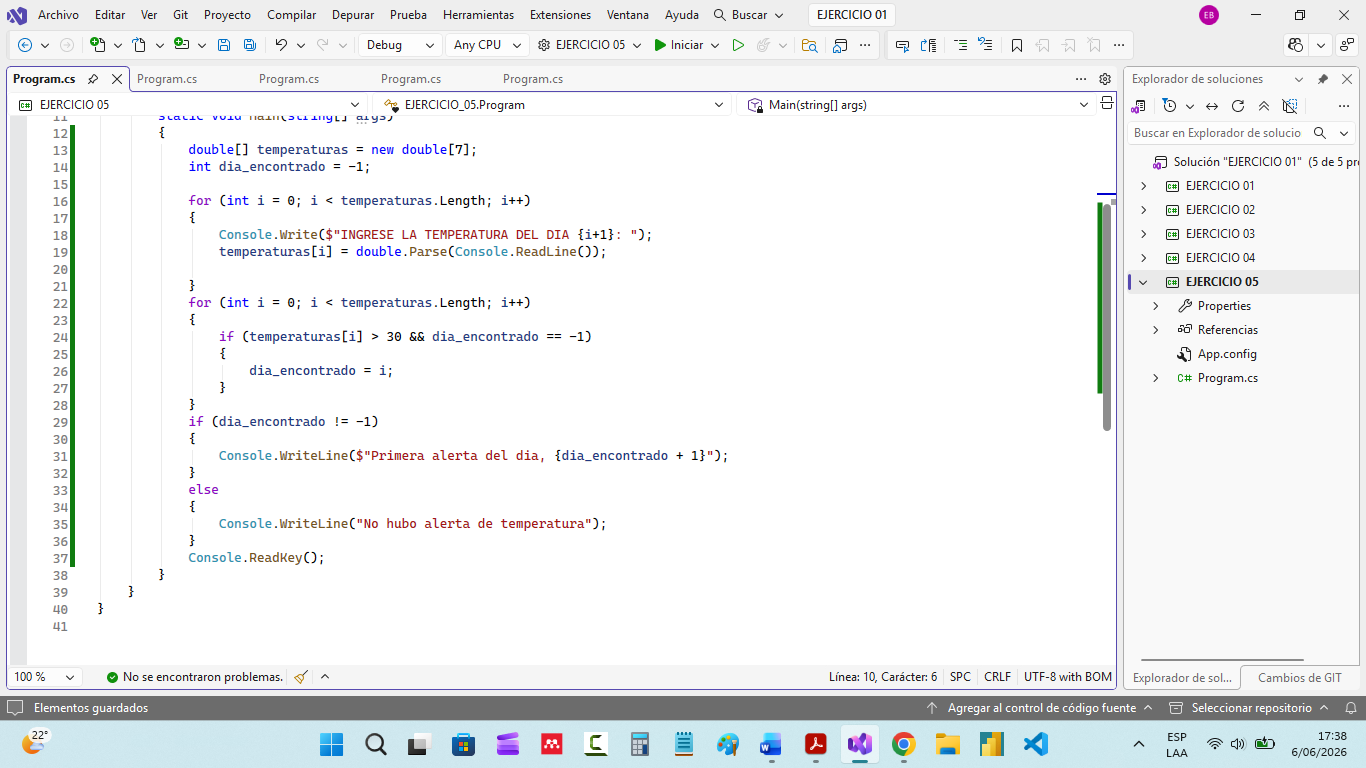 Archivo Editar Ver Git Proyecto Compilar Depurar Prueba Herramientas Extensiones Ventana Ayuda Buscar EJERCICIO 01 EB
Debug Any CPU EJERCICIO 05 Iniciar
Program.cs Program.cs Program.cs Program.cs Program.cs
EJERCICIO 05 EJERCICIO_05.Program Main(string[] args)
11 static void Main(string[] args)
12 {
13 double[] temperaturas = new double[7];
14 int dia_encontrado = -1;
15
16 for (int i = 0; i < temperaturas.Length; i++)
17 {
18 Console.Write($"INGRESE LA TEMPERATURA DEL DIA {i+1}: ");
19 temperaturas[i] = double.Parse(Console.ReadLine());
20
21 }
22 for (int i = 0; i < temperaturas.Length; i++)
23 {
24 if (temperaturas[i] > 30 && dia_encontrado == -1)
25 {
26 dia_encontrado = i;
27 }
28 }
29 if (dia_encontrado != -1)
30 {
31 Console.WriteLine($"Primera alerta del dia, {dia_encontrado + 1}");
32 }
33 else
34 {
35 Console.WriteLine("No hubo alerta de temperatura");
36 }
37 Console.ReadKey();
38 }
39 }
40 }
41
100 % No se encontraron problemas. Línea: 10, Carácter: 6 SPC CRLF UTF-8 with BOM
Explorador de soluciones
Buscar en Explorador de solucio
Solución "EJERCICIO 01" (5 de 5 pr
EJERCICIO 01
EJERCICIO 02
EJERCICIO 03
EJERCICIO 04
EJERCICIO 05
Properties
Referencias
App.config
Program.cs
Explorador de sol... Cambios de GIT
Elementos guardados Agregar al control de código fuente Seleccionar repositorio
22°
ESP
LAA
17:38
6/06/2026